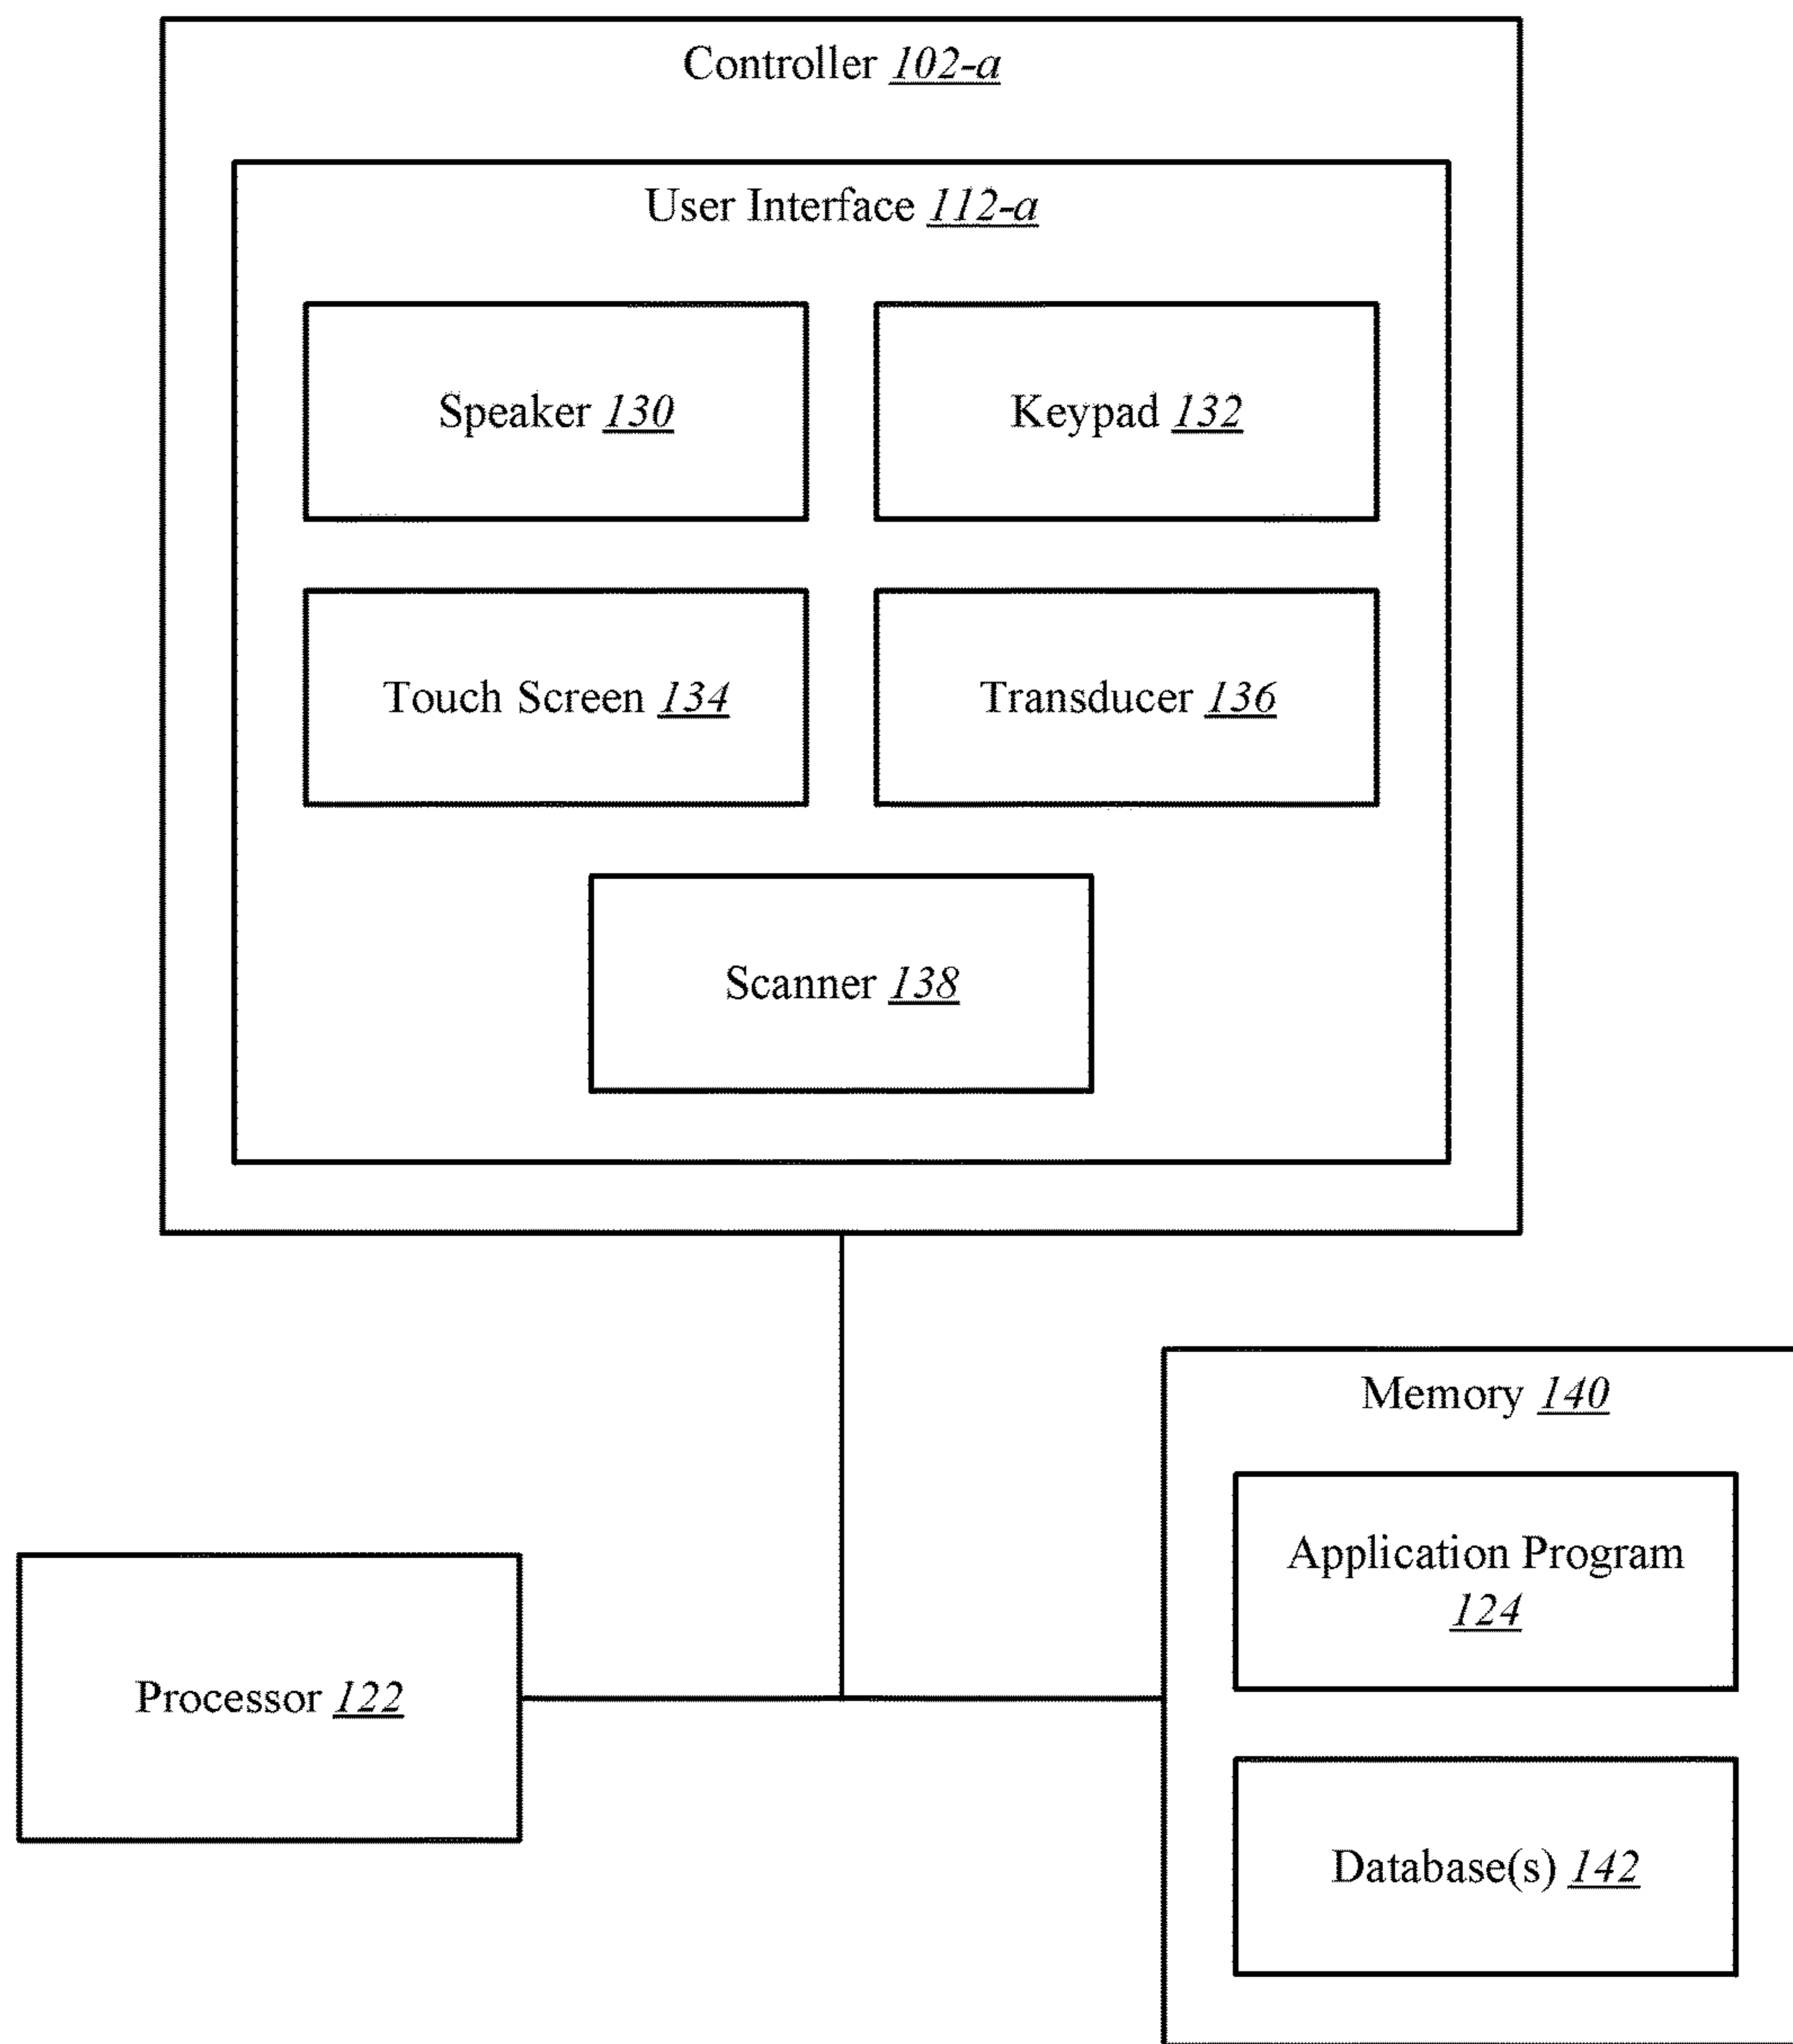 Controller 102-a
User Interface 112-a
Speaker 130
Keypad 132
Touch Screen 134
Transducer 136
Scanner 138
Memory 140
Application Program
124
Processor 122
Database(s) 142